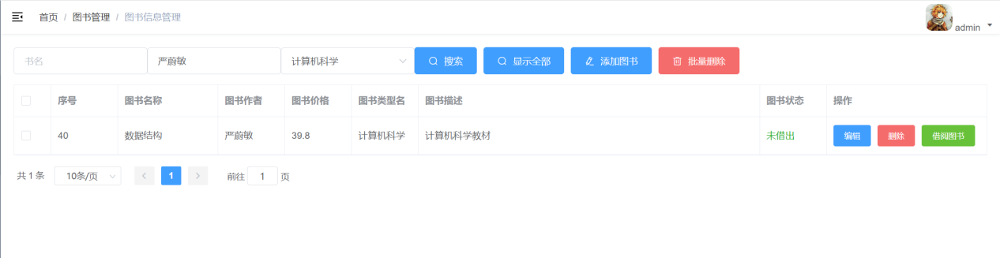 首页 / 图书管理 / 图书信息管理
admin
书名 严蔚敏 计算机科学 搜索 显示全部 添加图书 批量删除
序号 图书名称 图书作者 图书价格 图书类型名 图书描述 图书状态 操作
40 数据结构 严蔚敏 39.8 计算机科学 计算机科学教材 未借出 编辑 删除 借阅图书
共 1 条 10条/页 1 前往 1 页